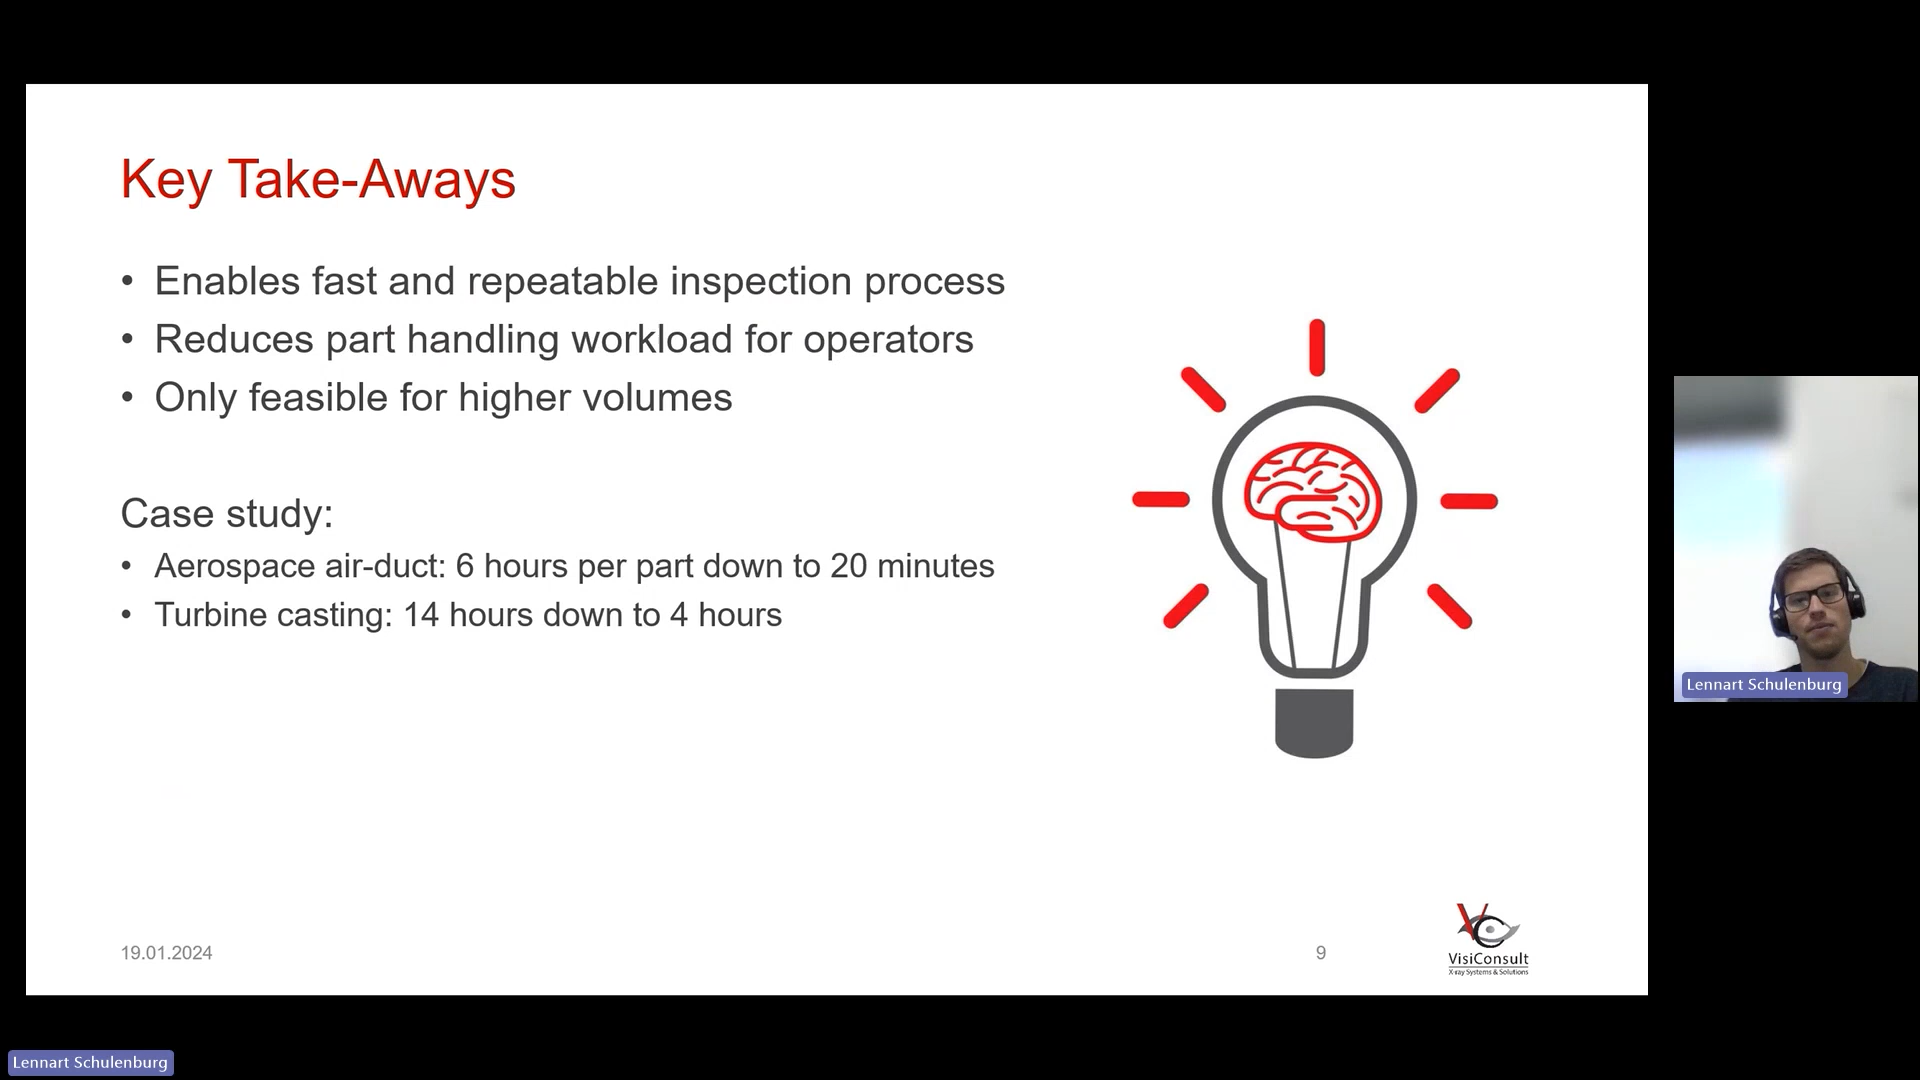 Key Take-Aways
• Enables fast and repeatable inspection process
• Reduces part handling workload for operators
• Only feasible for higher volumes
Case study:
• Aerospace air-duct: 6 hours per part down to 20 minutes
• Turbine casting: 14 hours down to 4 hours
19.01.2024
9
VisiConsult
X-ray Systems & Solutions
Lennart Schulenburg
Lennart Schulenburg